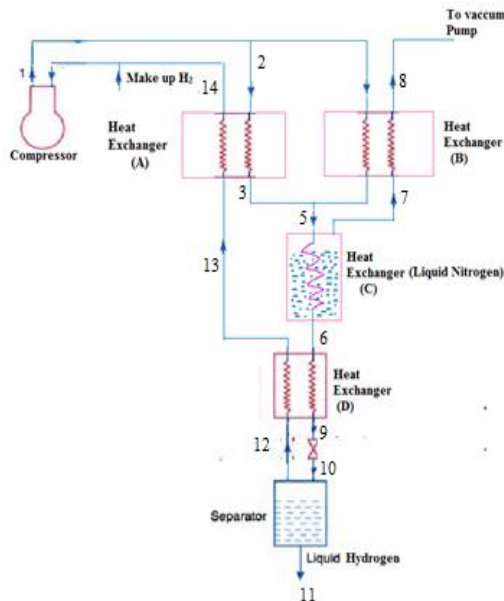 To vaccum
Pump
1
2
8
Make up H₂
14
Compressor
Heat
Exchanger
(A)
Heat
Exchanger
(B)
3
7
5
Heat
Exchanger (Liquid Nitrogen)
(C)
13
6
Heat
Exchanger
(D)
9
12
10
Separator
Liquid Hydrogen
11